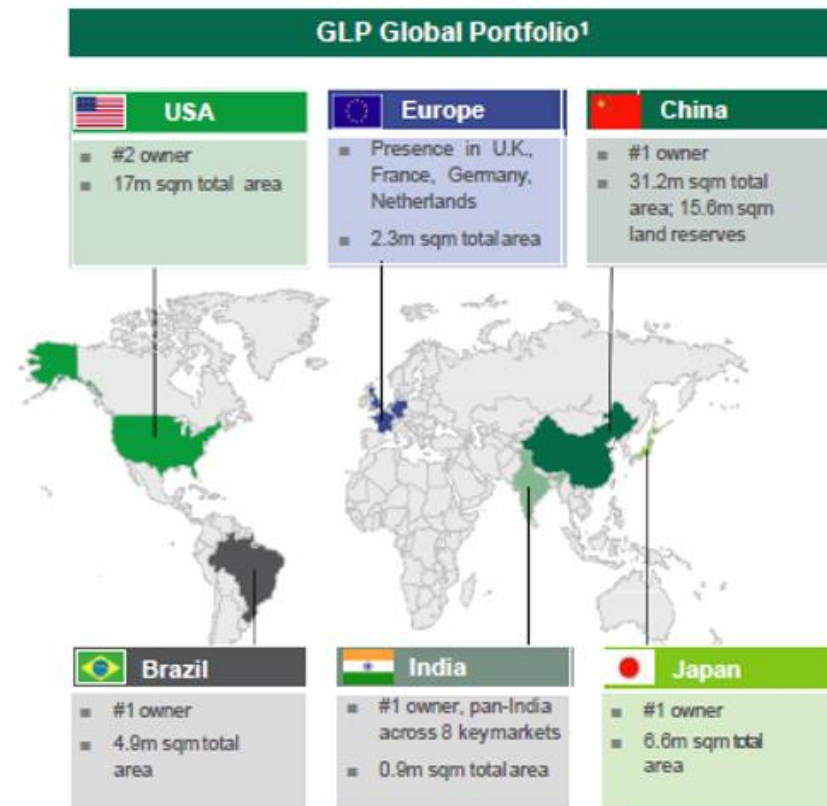 GLP Global Portfolio¹
USA
■ #2 owner
■ 17m sqm total area
Europe
■ Presence in U.K.,
France, Germany,
Netherlands
■ 2.3m sqm total area
China
■ #1 owner
■ 31.2m sqm total
area; 15.6m sqm
land reserves
Brazil
■ #1 owner
■ 4.9m sqm total
area
India
■ #1 owner, pan-India
across 8 key markets
■ 0.9m sqm total area
Japan
■ #1 owner
■ 6.6m sqm total
area